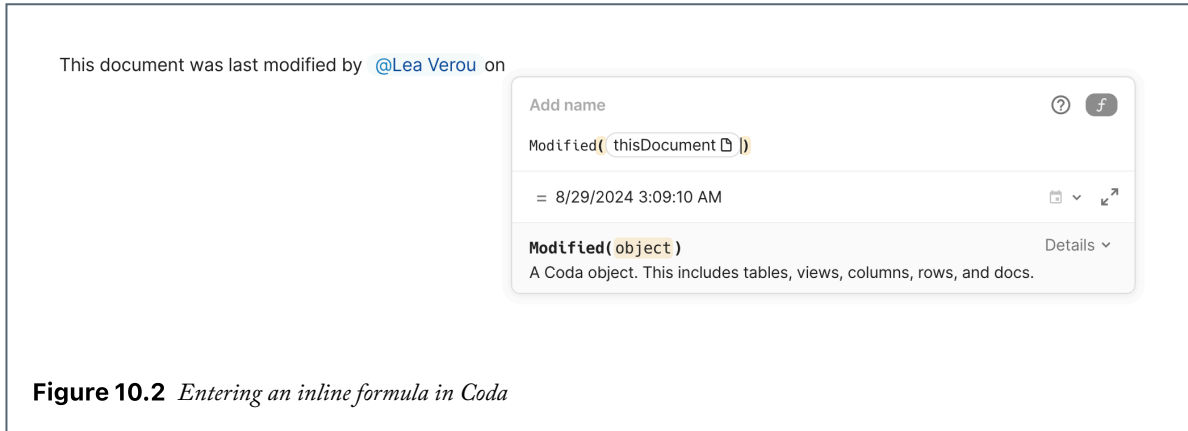 This document was last modified by @Lea Verou on
Add name
Modified( thisDocument )
= 8/29/2024 3:09:10 AM
Modified(object) Details
A Coda object. This includes tables, views, columns, rows, and docs.
Figure 10.2 Entering an inline formula in Coda